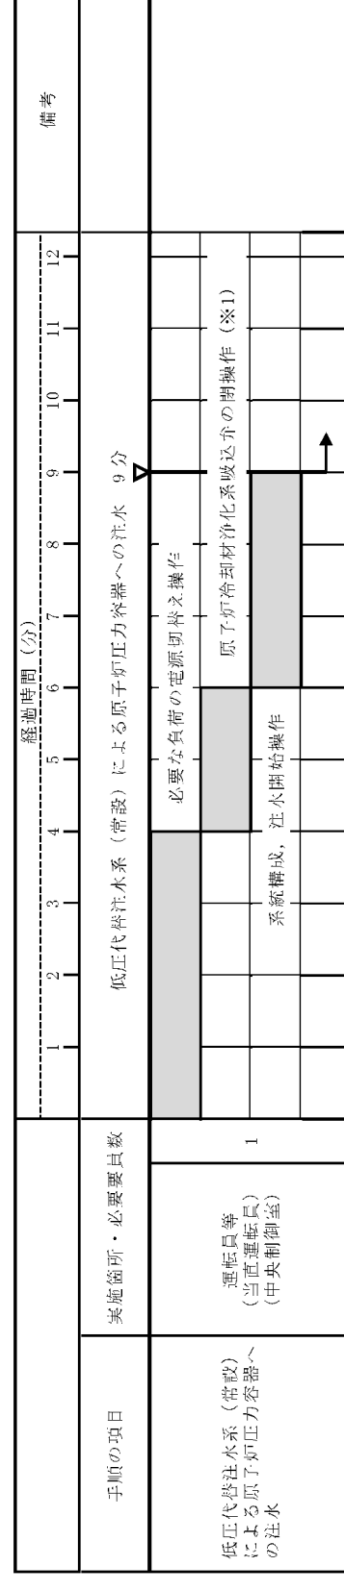 経過時間（分）
備考
1 2 3 4 5 6 7 8 9 10 11 12
手順の項目
実施箇所・必要要員数
低圧代替注水系（常設）による原子炉圧力容器への注水 9分
低圧代替注水系（常設）
による原子炉圧力容器へ
の注水
運転員等
（当直運転員）
（中央制御室）
1
必要な負荷の電源切替え操作
原子炉冷却材浄化系吸込弁の閉操作（※1）
系統構成，注水開始操作